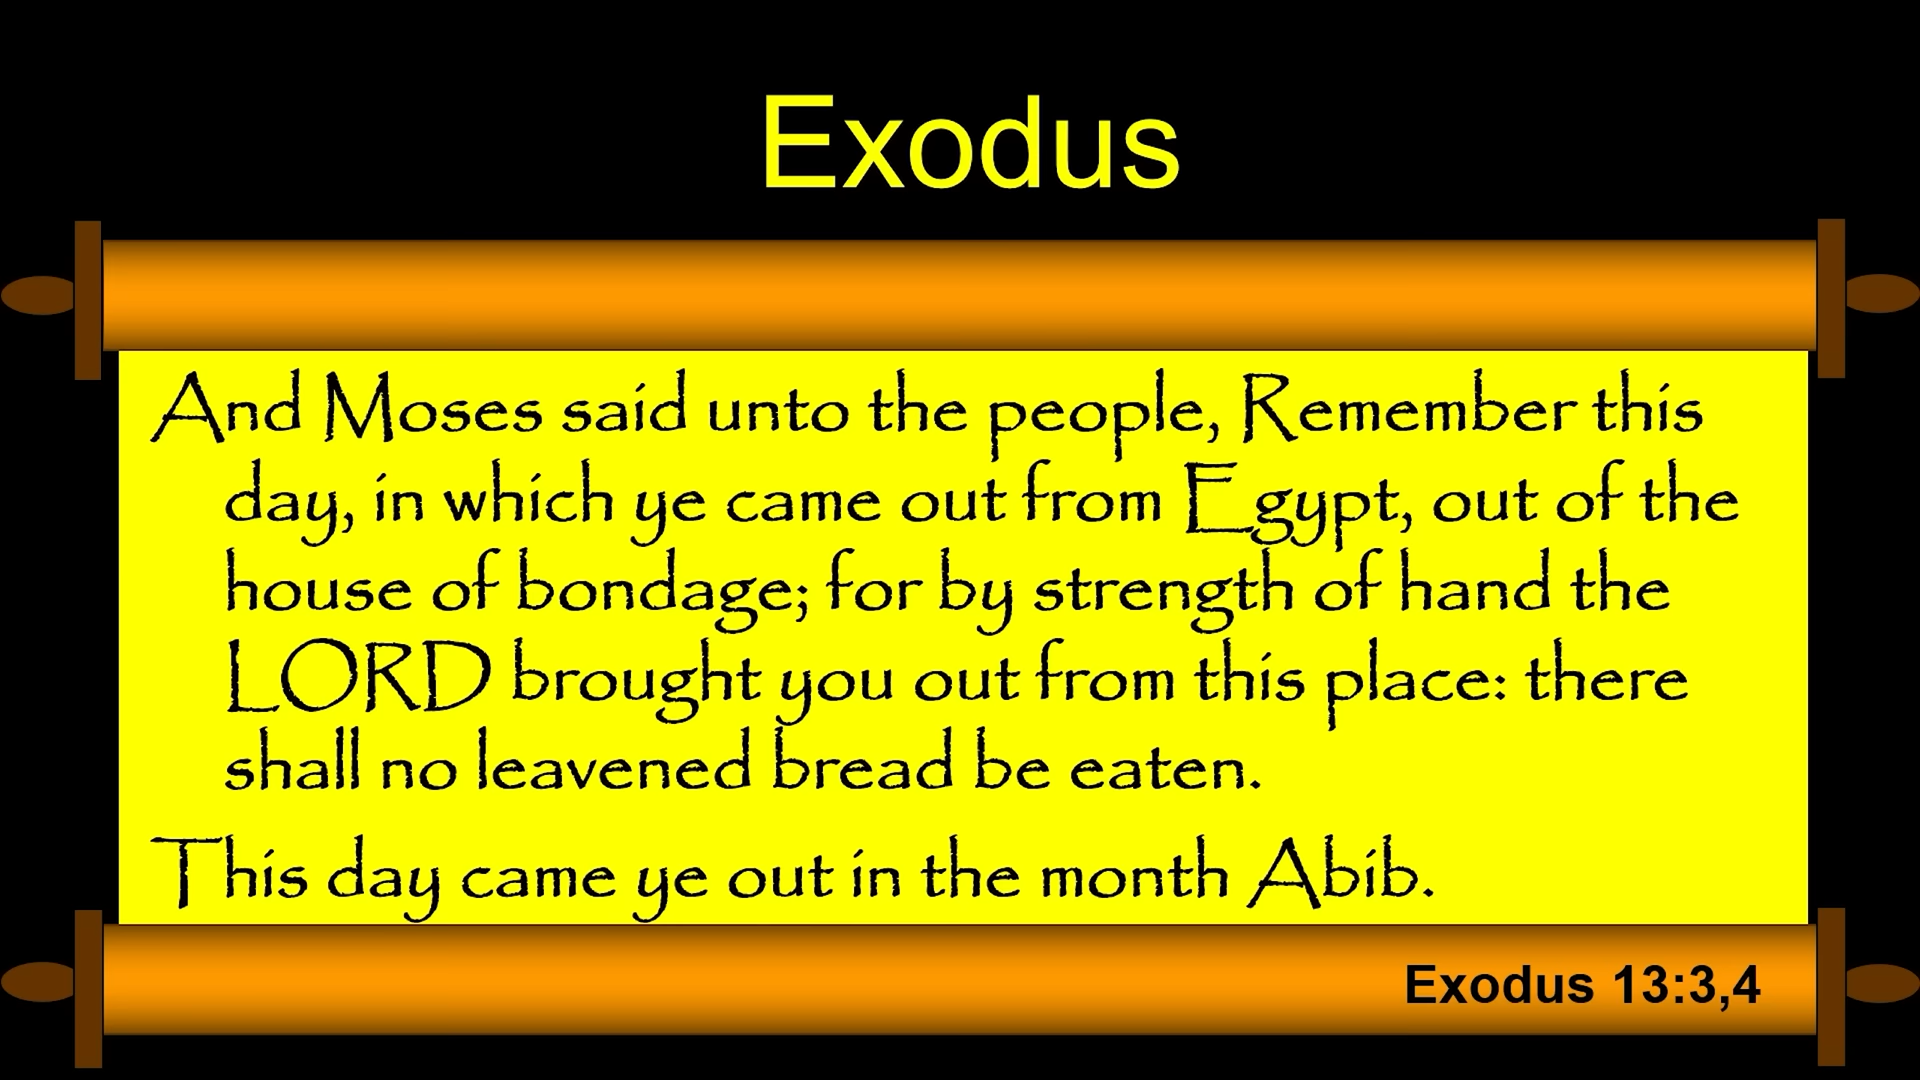 Exodus
And Moses said unto the people, Remember this
day, in which ye came out from Egypt, out of the
house of bondage; for by strength of hand the
LORD brought you out from this place: there
shall no leavened bread be eaten.
This day came ye out in the month Abib.
Exodus 13:3,4